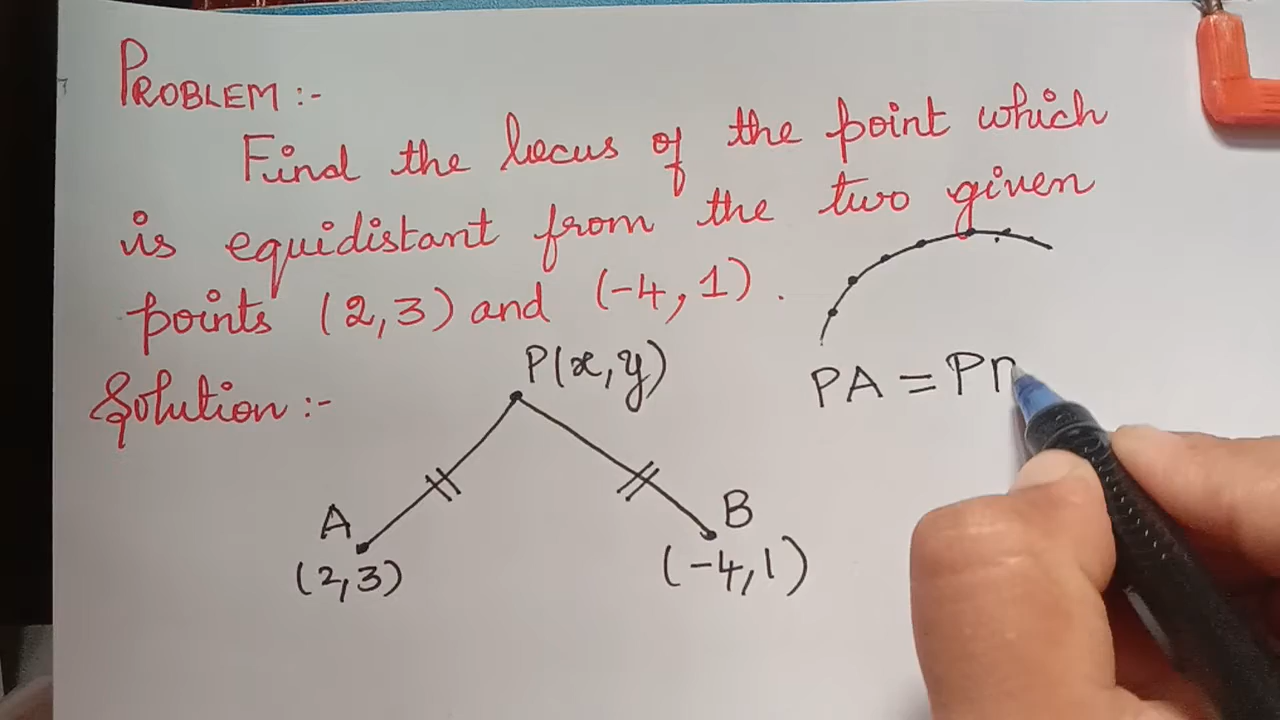 PROBLEM :-
Find the locus of the point which
is equidistant from the two given
points (2,3) and (-4,1).
Solution :-
P(x,y)
PA = P
A
B
(2,3)
(-4,1)